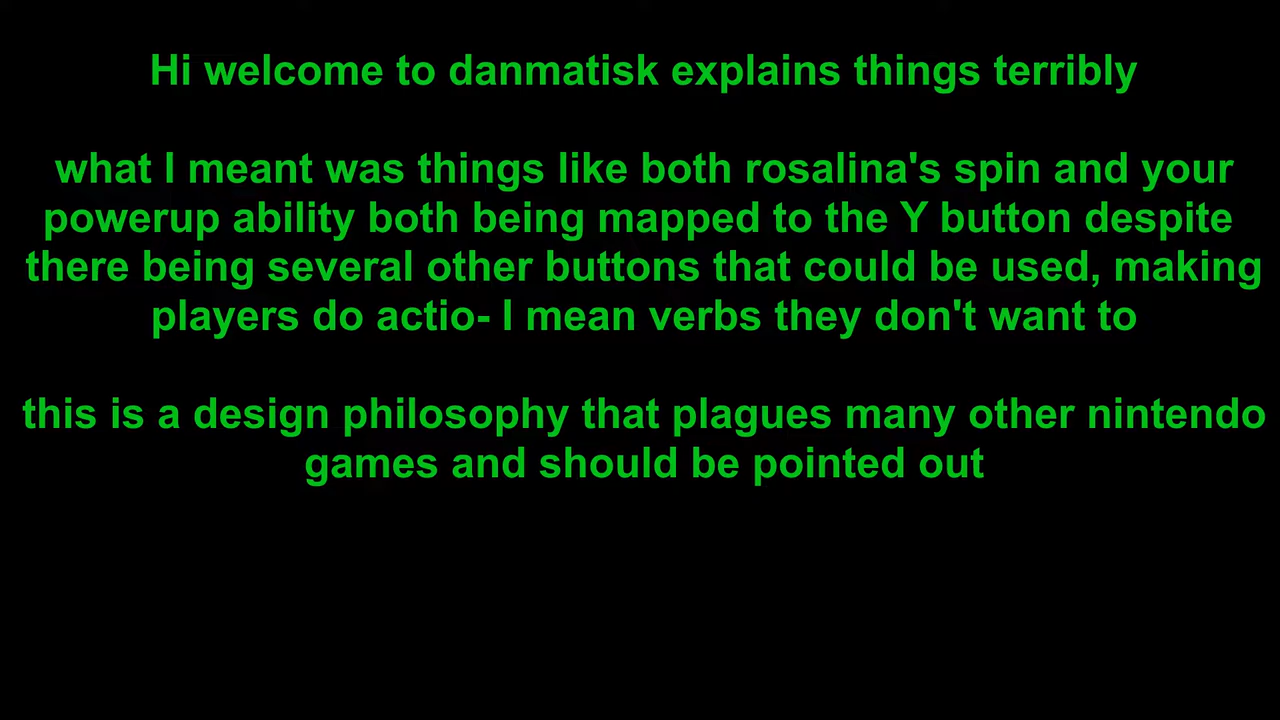 Hi welcome to danmatisk explains things terribly
what I meant was things like both rosalina's spin and your
powerup ability both being mapped to the Y button despite
there being several other buttons that could be used, making
players do actio- I mean verbs they don't want to
this is a design philosophy that plagues many other nintendo
games and should be pointed out